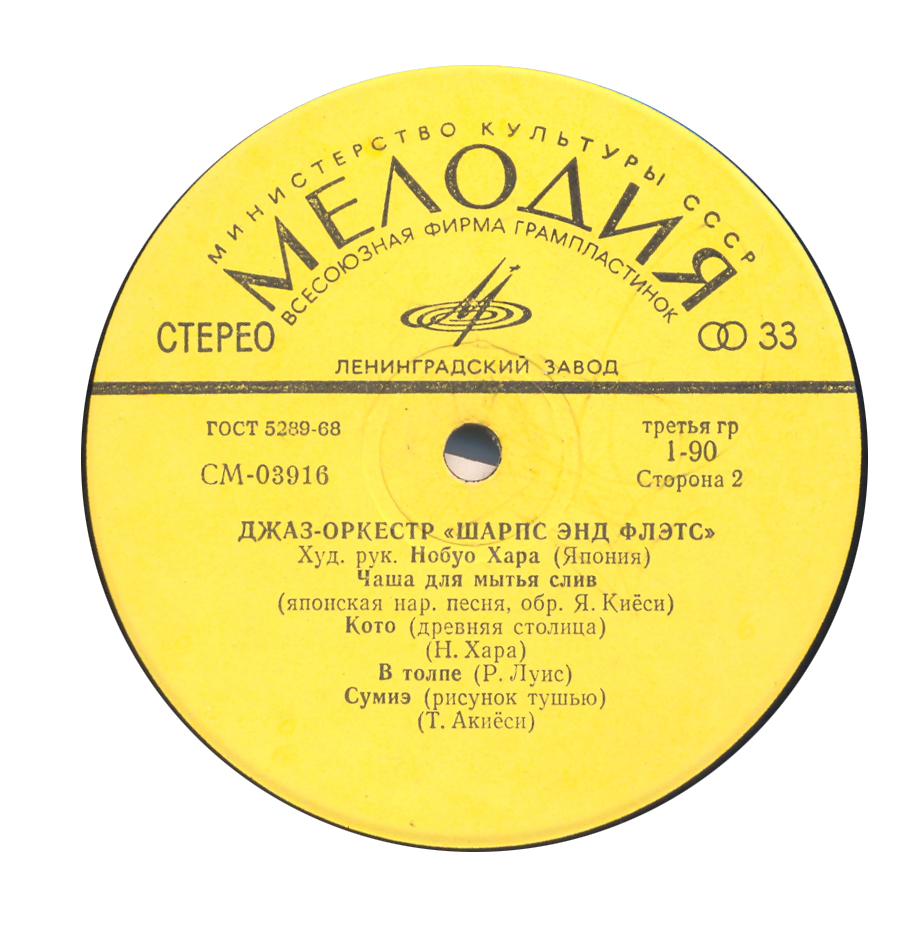 МИНИСТЕРСТВО КУЛЬТУРЫ СССР
МЕЛОДИЯ
ВСЕСОЮЗНАЯ ФИРМА ГРАМПЛАСТИНОК
СТЕРЕО
33
ЛЕНИНГРАДСКИЙ ЗАВОД
ГОСТ 5289-68
третья гр
1-90
СМ-03916
Сторона 2
ДЖАЗ-ОРКЕСТР «ШАРПС ЭНД ФЛЭТС»
Худ. рук. Нобуо Хара (Япония)
Чаша для мытья слив
(японская нар. песня, обр. Я. Киёси)
Кото (древняя столица)
(Н. Хара)
В толпе (Р. Луис)
Сумиэ (рисунок тушью)
(Т. Акиёси)